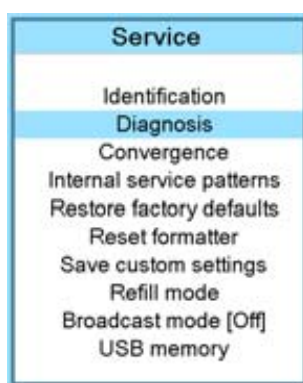 Service
Identification
Diagnosis
Convergence
Internal service patterns
Restore factory defaults
Reset formatter
Save custom settings
Refill mode
Broadcast mode [Off]
USB memory